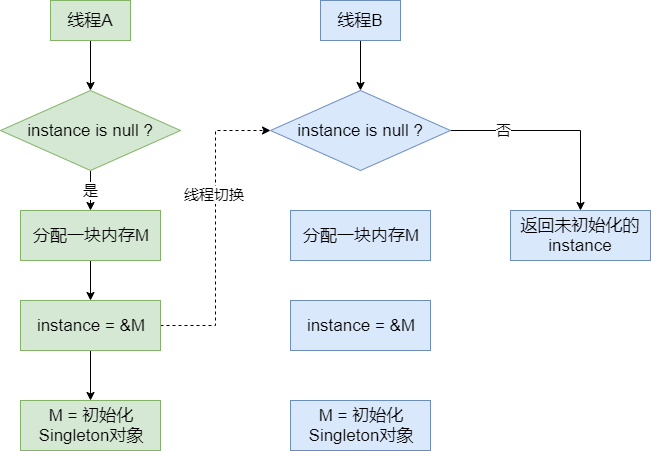 线程A
线程B
instance is null ?
instance is null ?
否
是
线程切换
分配一块内存M
分配一块内存M
返回未初始化的
instance
instance = &M
instance = &M
M = 初始化
Singleton对象
M = 初始化
Singleton对象